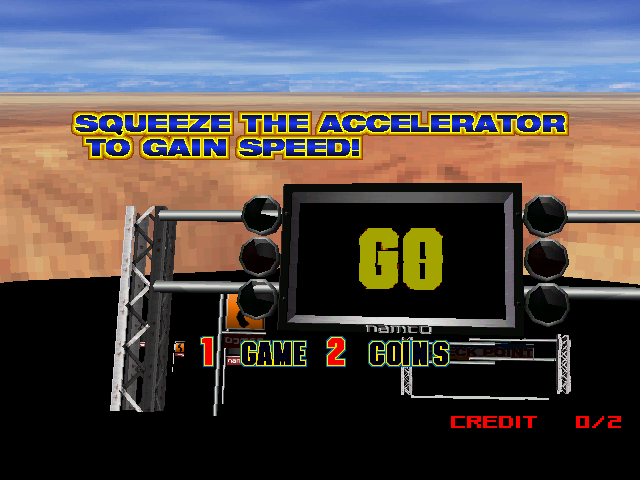 SQUEEZE THE ACCELERATOR
TO GAIN SPEED!
GO
namco
1 GAME 2 COINS
CREDIT 0/2